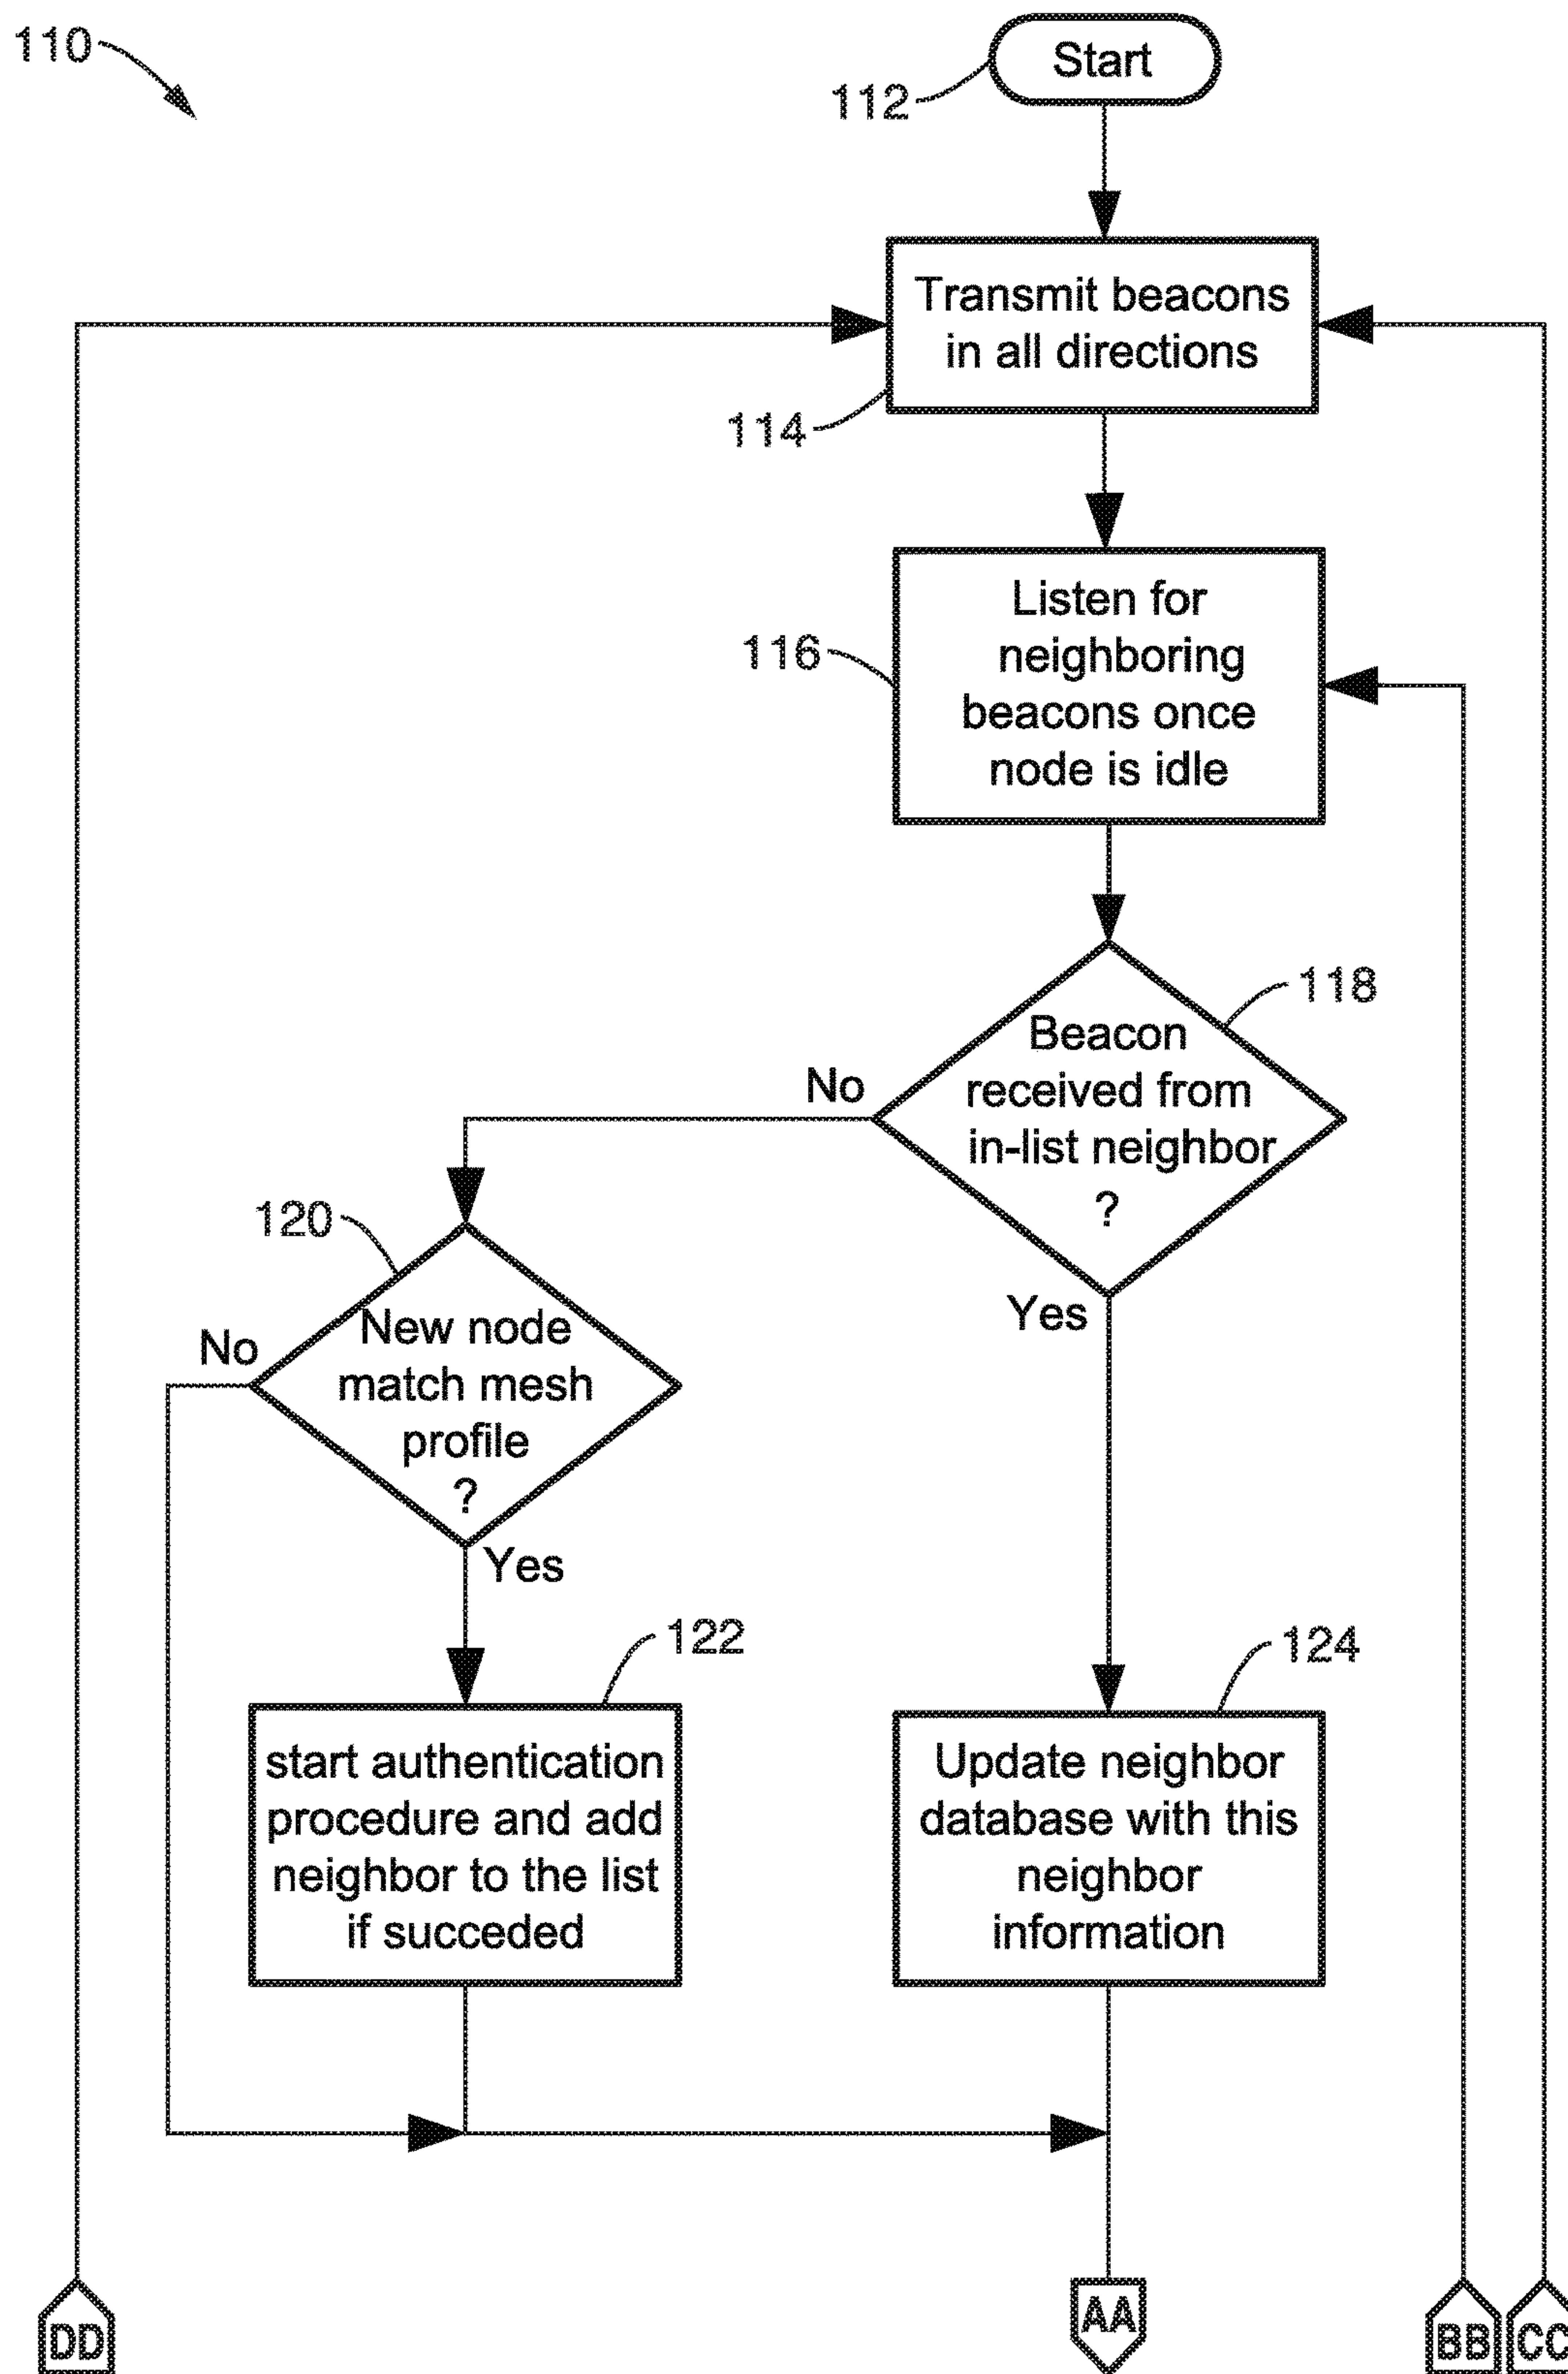 110
Start
112
Transmit beacons
in all directions
114
Listen for
neighboring
beacons once
node is idle
116
118
Beacon
received from
in-list neighbor
?
No
Yes
120
New node
match mesh
profile
?
No
Yes
122
start authentication
procedure and add
neighbor to the list
if succeded
124
Update neighbor
database with this
neighbor
information
DD
AA
BB
CC